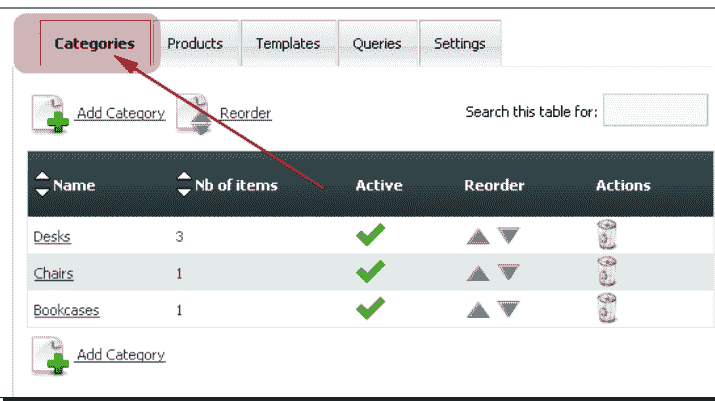 Categories Products Templates Queries Settings
Add Category Reorder Search this table for:
Name Nb of items Active Reorder Actions
Desks 3
Chairs 1
Bookcases 1
Add Category